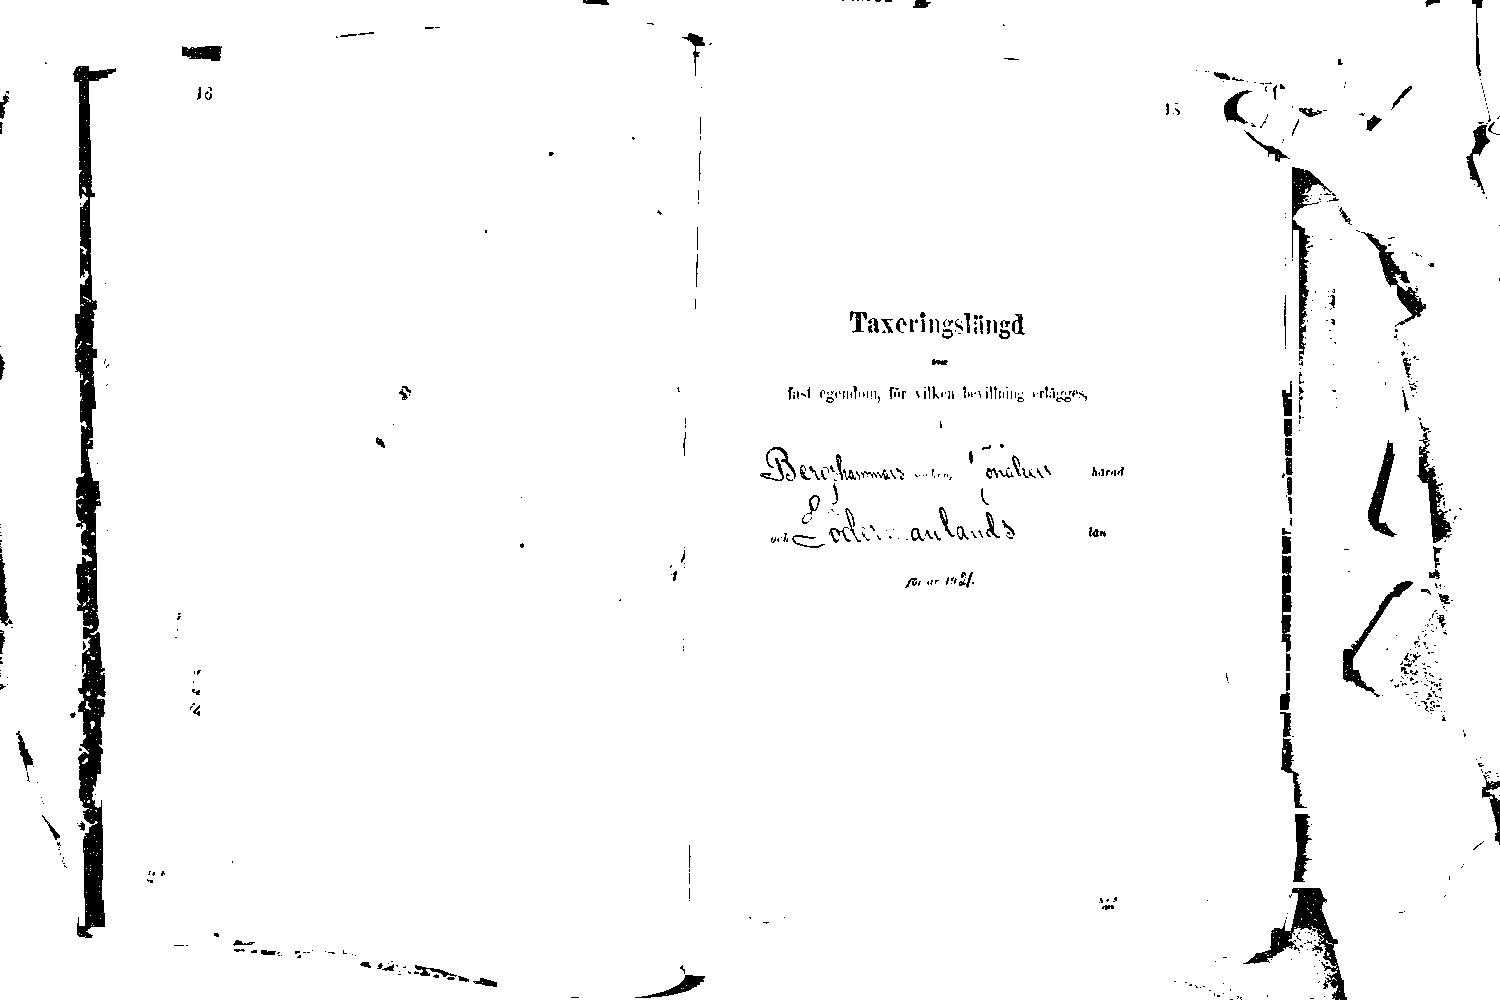 16
15
Taxeringslängd
över
fast egendom, för vilken bevillning erlägges,
i
Berghammars socken, Jönåkers härad
och Södermanlands län
för år 1921.